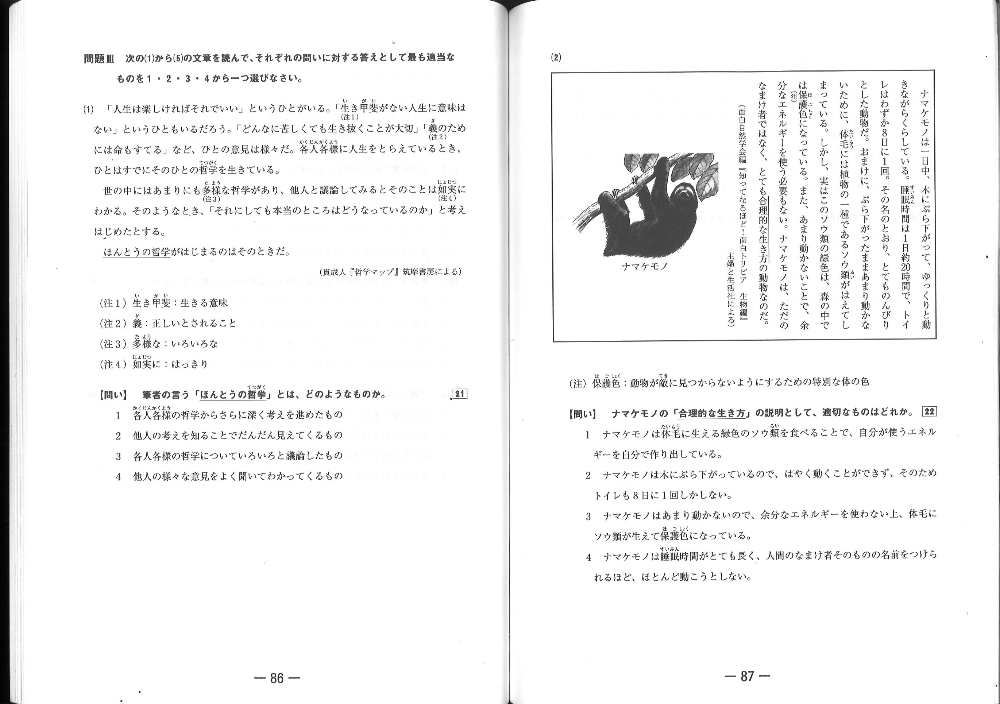 問題Ⅲ　次の(1)から(5)の文章を読んで、それぞれの問いに対する答えとして最も適当な
ものを1・2・3・4から一つ選びなさい。
(1)　「人生は楽しければそれでいい」というひとがいる。「生き甲斐がない人生に意味は
ない」というひともいるだろう。「どんなに苦しくても生き抜くことが大切」「義のため
には命もすてる」など、ひとの意見は様々だ。各人各様に人生をとらえているとき、
ひとはすでにそのひとの哲学を生きている。
世の中にはあまりにも多様な哲学があり、他人と議論してみるとそのことは如実に
わかる。そのようなとき、「それにしても本当のところはどうなっているのか」と考え
はじめたとする。
ほんとうの哲学がはじまるのはそのときだ。
（貫成人『哲学マップ』筑摩書房による）
（注1）生き甲斐：生きる意味
（注2）義：正しいとされること
（注3）多様な：いろいろな
（注4）如実に：はっきり
【問い】　筆者の言う「ほんとうの哲学」とは、どのようなものか。 21
1　各人各様の哲学からさらに深く考えを進めたもの
2　他人の考えを知ることでだんだん見えてくるもの
3　各人各様の哲学についていろいろと議論したもの
4　他人の様々な意見をよく聞いてわかってくるもの
— 86 —
(2)
ナマケモノは一日中、木にぶら下がって、ゆっくりと動
きながらくらしている。睡眠時間は1日約20時間で、トイ
レはわずか8日に1回。その名のとおり、とてものんびり
とした動物だ。おまけに、ぶら下がったままあまり動かな
いために、体毛には植物の一種であるソウ類がはえてし
まっている。しかし、実はこのソウ類の緑色は、森の中で
は保護色になっている。また、あまり動かないことで、余
分なエネルギーを使う必要もない。ナマケモノは、ただの
なまけ者ではなく、とても合理的な生き方の動物なのだ。
（面白自然学会編『知ってなるほど！面白トリビア　生物編』
主婦と生活社による）
ナマケモノ
（注）保護色：動物が敵に見つからないようにするための特別な体の色
【問い】　ナマケモノの「合理的な生き方」の説明として、適切なものはどれか。 22
1　ナマケモノは体毛に生える緑色のソウ類を食べることで、自分が使うエネル
ギーを自分で作り出している。
2　ナマケモノは木にぶら下がっているので、はやく動くことができず、そのため
トイレも8日に1回しかしない。
3　ナマケモノはあまり動かないので、余分なエネルギーを使わない上、体毛に
ソウ類が生えて保護色になっている。
4　ナマケモノは睡眠時間がとても長く、人間のなまけ者そのものの名前をつけら
れるほど、ほとんど動こうとしない。
— 87 —